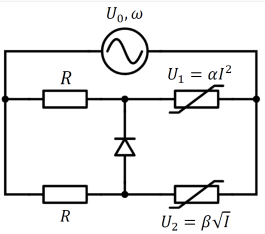 U₀, ω
R
U₁ = αI²
R
U₂ = β√I